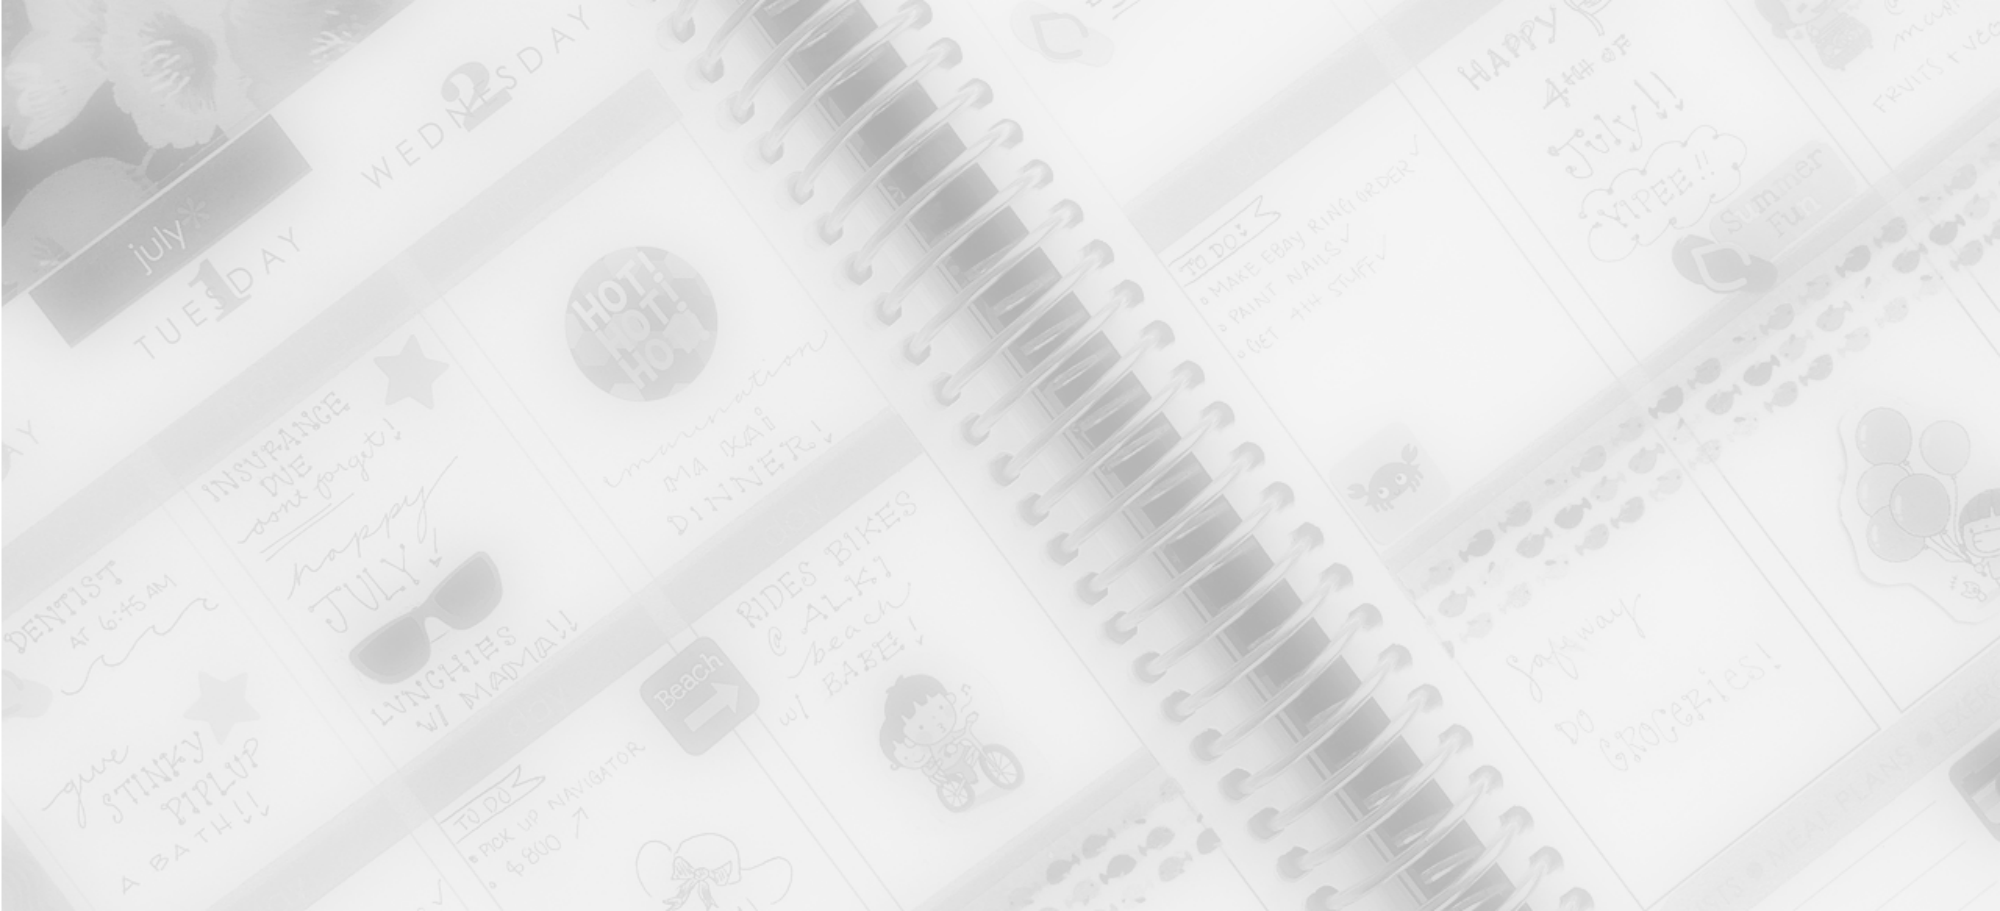 july*
WEDNESDAY
2
TUESDAY
1
HOT!
HOT!
HO
INSURANCE
DUE
dont forget!
happy
JULY!
LUNCHIES
w/ MAMA!!
MA KAi
DINNER!
DENTIST
AT 6:45 AM
give
STINKY
PIPLUP
A BATH!!
TO DO
PICK UP NAVIGATOR
$800
Beach
RIDES BIKES
@ ALKI
beach
w/ BABE!
TO DO:
MAKE EBAY RING ORDER ✓
PAINT NAILS ✓
GET 4th STUFF ✓
HAPPY
4TH OF
July!!
YIPEE!!
Summer
Fun
FRUITS + VEG
Safeway
DO
GROCERIES!
MEAL PLANS